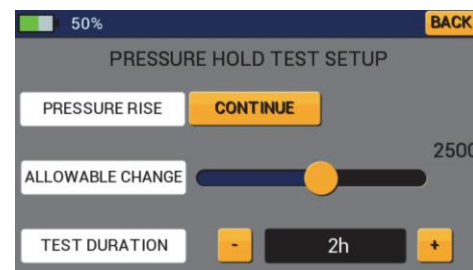 50% BACK
PRESSURE HOLD TEST SETUP
PRESSURE RISE CONTINUE
2500
ALLOWABLE CHANGE
TEST DURATION - 2h +